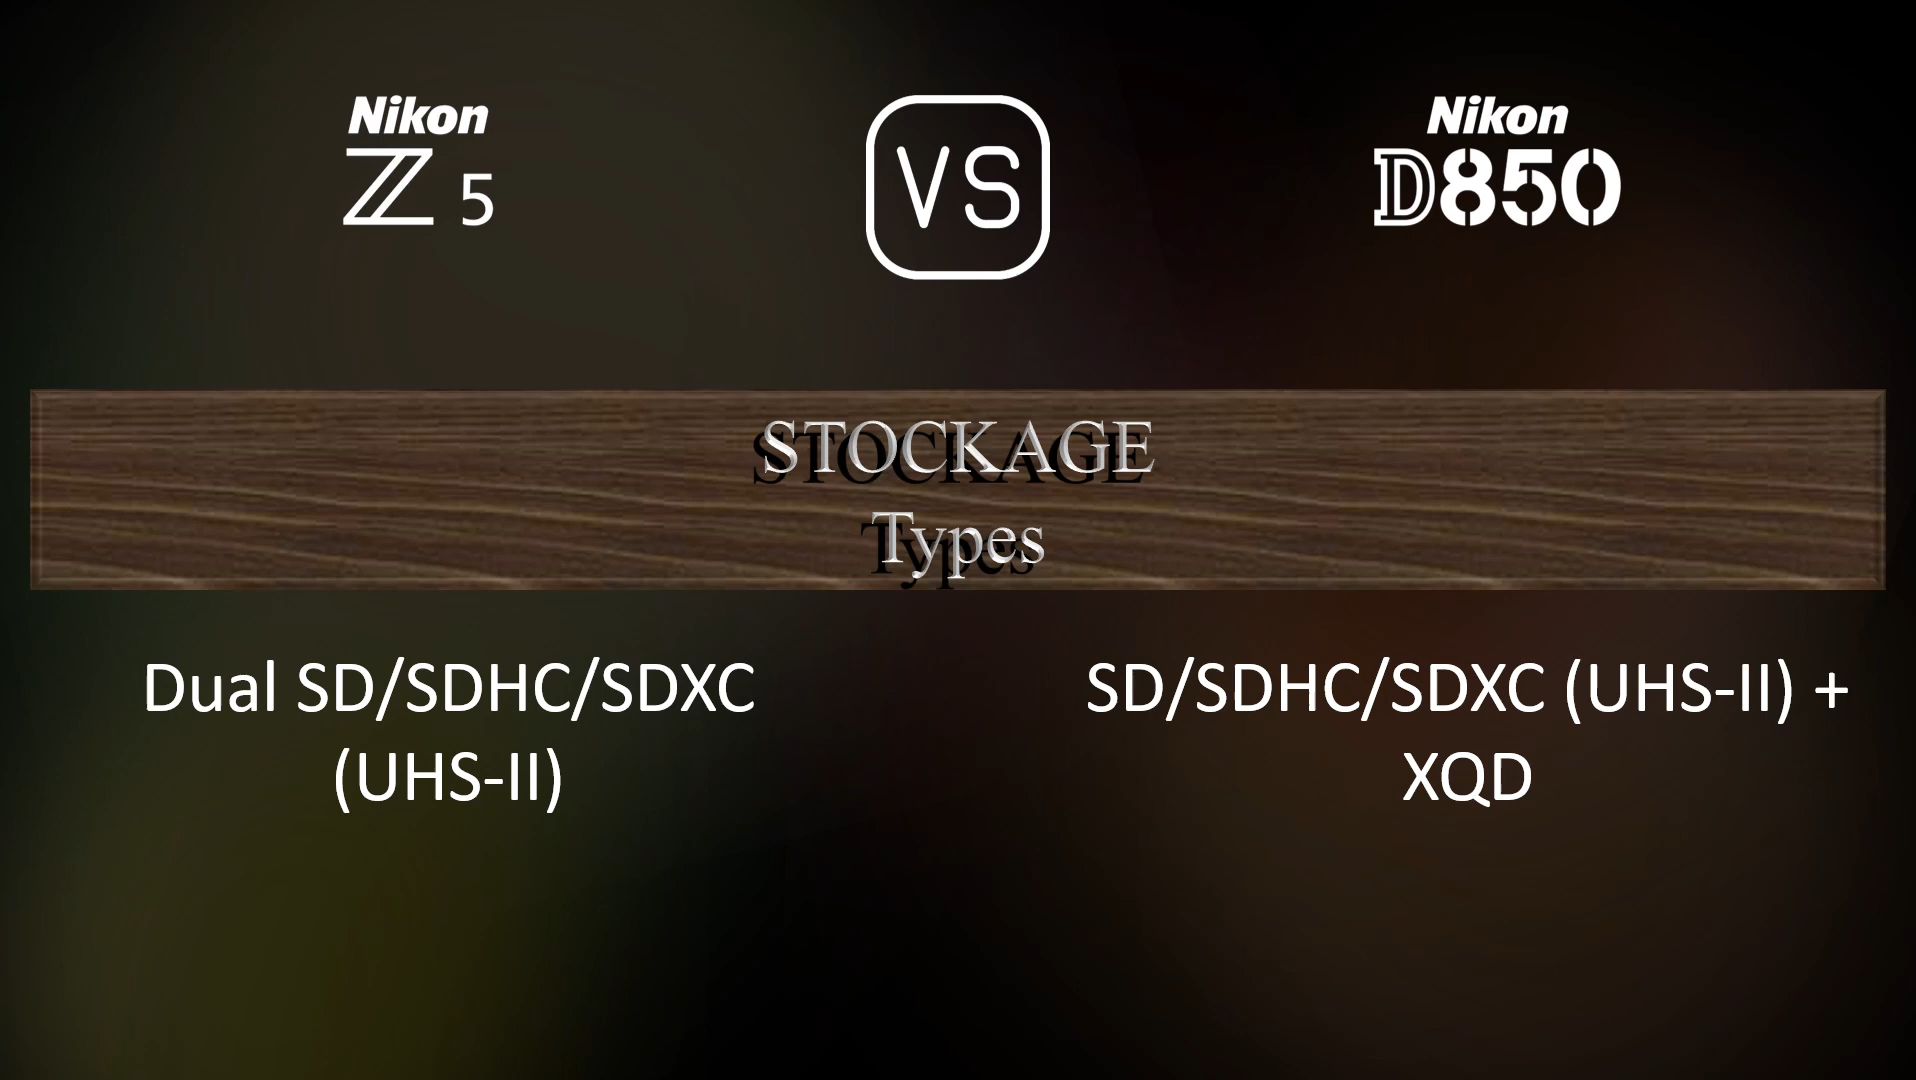 Nikon
Z 5
VS
Nikon
D850
STOCKAGE
Types
Dual SD/SDHC/SDXC
(UHS-II)
SD/SDHC/SDXC (UHS-II) +
XQD